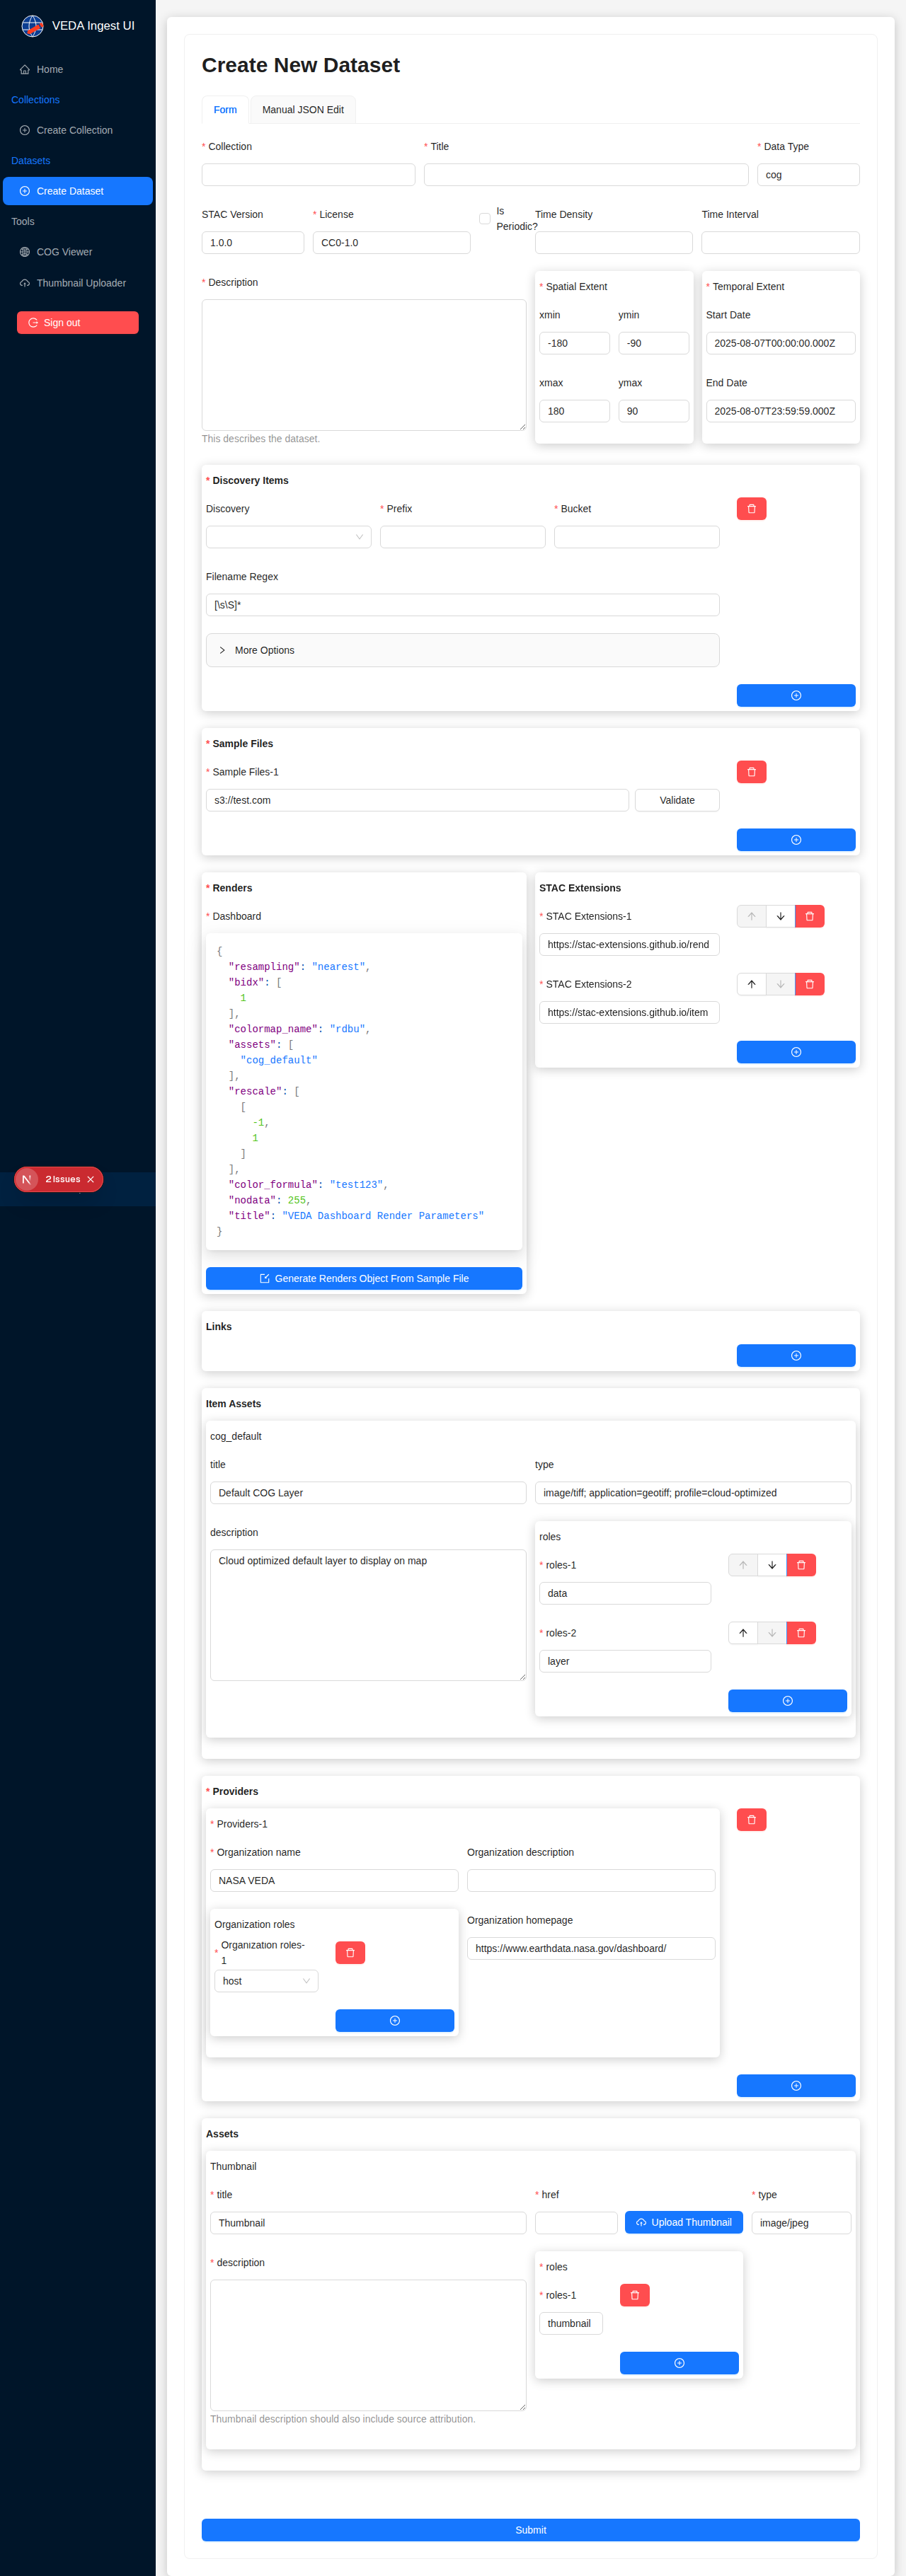 VEDA Ingest UI
Home
Collections
Create Collection
Datasets
Create Dataset
Tools
COG Viewer
Thumbnail Uploader
Sign out
2 Issues
Create New Dataset
Form
Manual JSON Edit
* Collection
* Title
* Data Type
cog
STAC Version
* License
Is
Periodic?
Time Density
Time Interval
1.0.0
CC0-1.0
* Description
* Spatial Extent
* Temporal Extent
xmin
ymin
Start Date
-180
-90
2025-08-07T00:00:00.000Z
xmax
ymax
End Date
180
90
2025-08-07T23:59:59.000Z
This describes the dataset.
* Discovery Items
Discovery
* Prefix
* Bucket
Filename Regex
[\s\S]*
More Options
* Sample Files
* Sample Files-1
s3://test.com
Validate
* Renders
* Dashboard
{
"resampling": "nearest",
"bidx": [
1
],
"colormap_name": "rdbu",
"assets": [
"cog_default"
],
"rescale": [
[
-1,
1
]
],
"color_formula": "test123",
"nodata": 255,
"title": "VEDA Dashboard Render Parameters"
}
Generate Renders Object From Sample File
STAC Extensions
* STAC Extensions-1
https://stac-extensions.github.io/rend
* STAC Extensions-2
https://stac-extensions.github.io/item
Links
Item Assets
cog_default
title
type
Default COG Layer
image/tiff; application=geotiff; profile=cloud-optimized
description
Cloud optimized default layer to display on map
roles
* roles-1
data
* roles-2
layer
* Providers
* Providers-1
* Organization name
Organization description
NASA VEDA
Organization roles
* Organization roles-
1
host
Organization homepage
https://www.earthdata.nasa.gov/dashboard/
Assets
Thumbnail
* title
* href
* type
Thumbnail
Upload Thumbnail
image/jpeg
* description
* roles
* roles-1
thumbnail
Thumbnail description should also include source attribution.
Submit